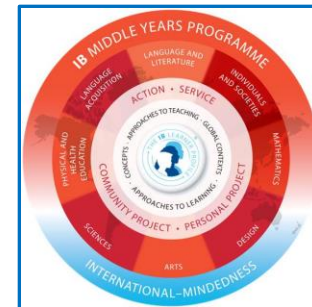 IB MIDDLE YEARS PROGRAMME
LANGUAGE AND
LITERATURE
LANGUAGE
ACQUISITION
INDIVIDUALS
AND
SOCIETIES
PHYSICAL AND
HEALTH
EDUCATION
MATHEMATICS
SCIENCES
ARTS
DESIGN
ACTION • SERVICE
COMMUNITY PROJECT • PERSONAL PROJECT
APPROACHES TO TEACHING
CONCEPTS
GLOBAL CONTEXTS
APPROACHES TO LEARNING
THE IB LEARNER PROFILE
INTERNATIONAL-MINDEDNESS